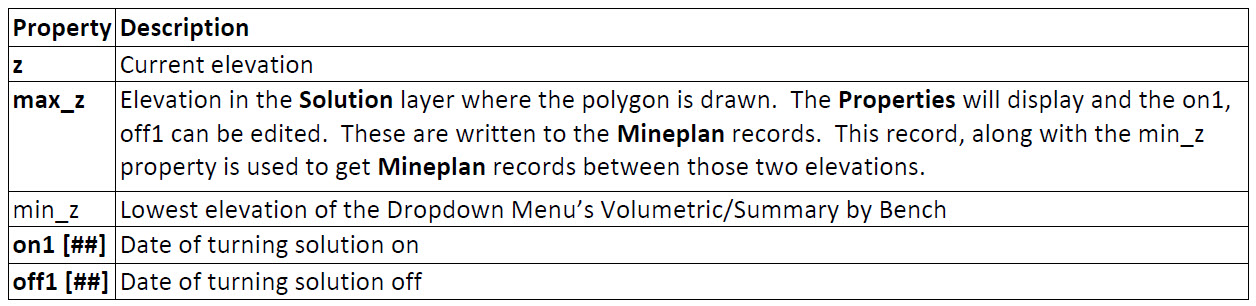 Property Description
z Current elevation
max_z Elevation in the Solution layer where the polygon is drawn.  The Properties will display and the on1,
off1 can be edited.  These are written to the Mineplan records.  This record, along with the min_z
property is used to get Mineplan records between those two elevations.
min_z Lowest elevation of the Dropdown Menu’s Volumetric/Summary by Bench
on1 [##] Date of turning solution on
off1 [##] Date of turning solution off